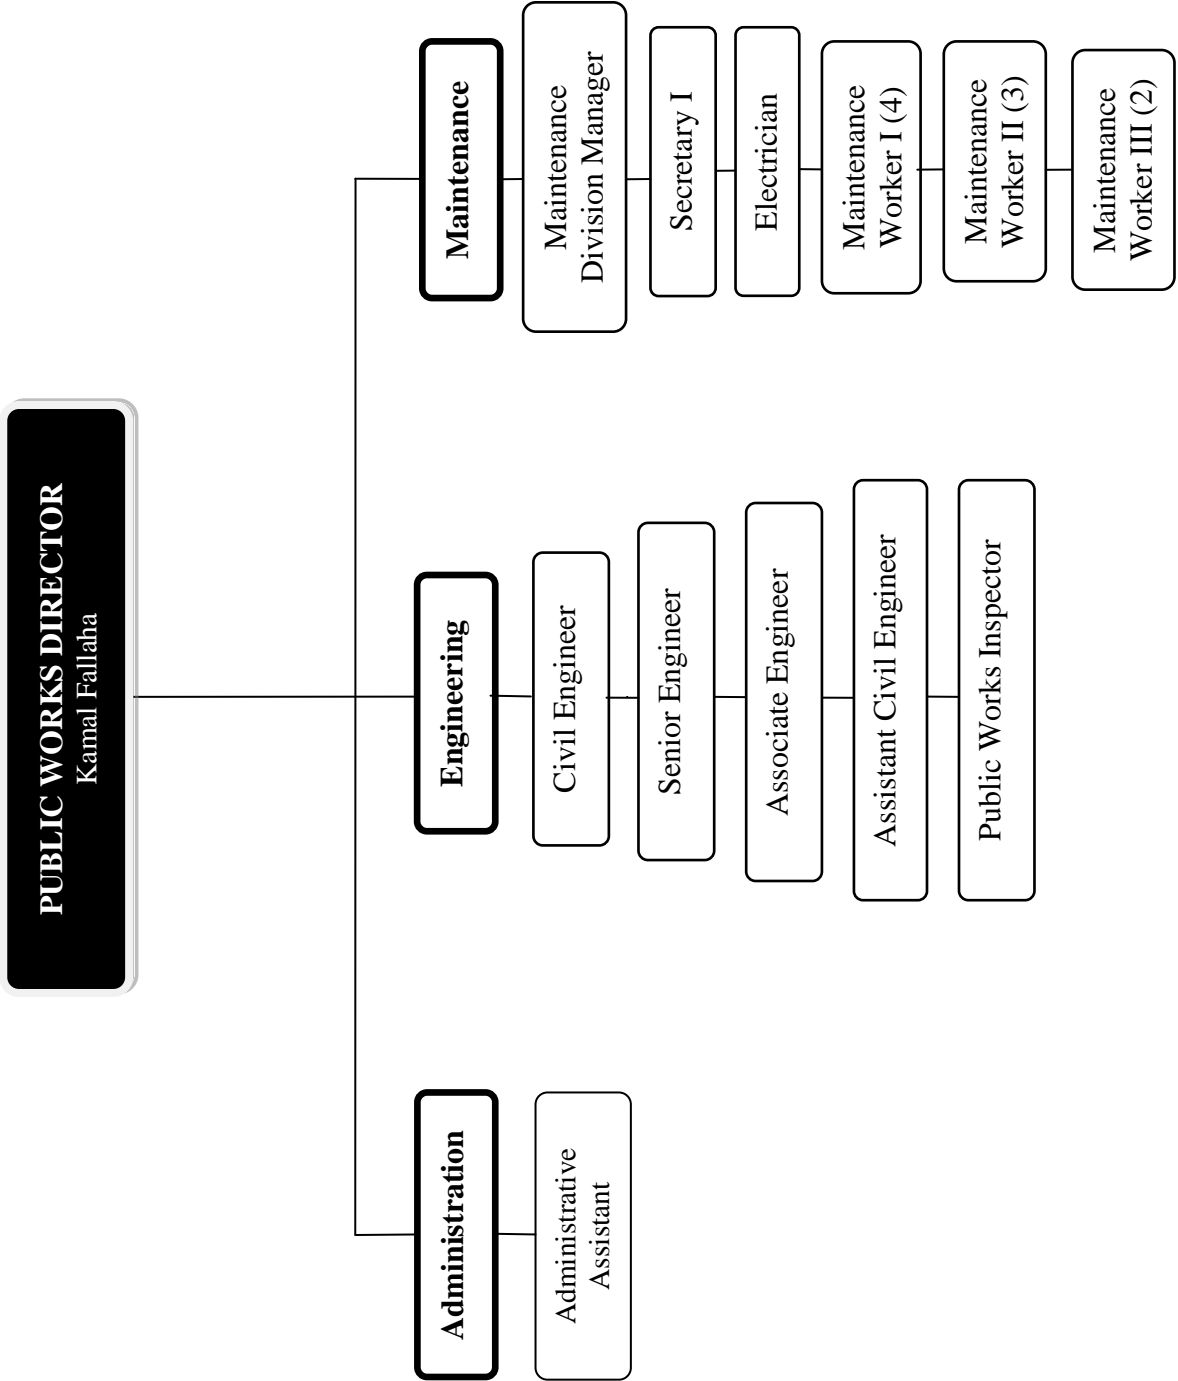 PUBLIC WORKS DIRECTOR
Kamal Fallaha
Administration
Administrative
Assistant
Engineering
Civil Engineer
Senior Engineer
Associate Engineer
Assistant Civil Engineer
Public Works Inspector
Maintenance
Maintenance
Division Manager
Secretary I
Electrician
Maintenance
Worker I (4)
Maintenance
Worker II (3)
Maintenance
Worker III (2)